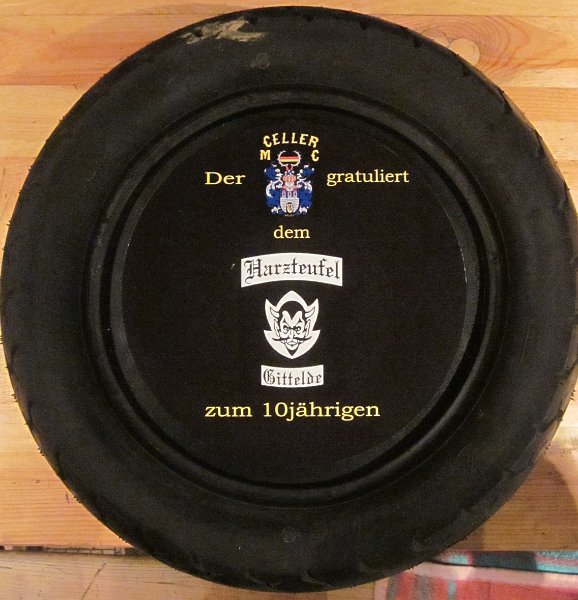 CELLER
M C
Der gratuliert
dem
Harzteufel
Gittelde
zum 10jährigen